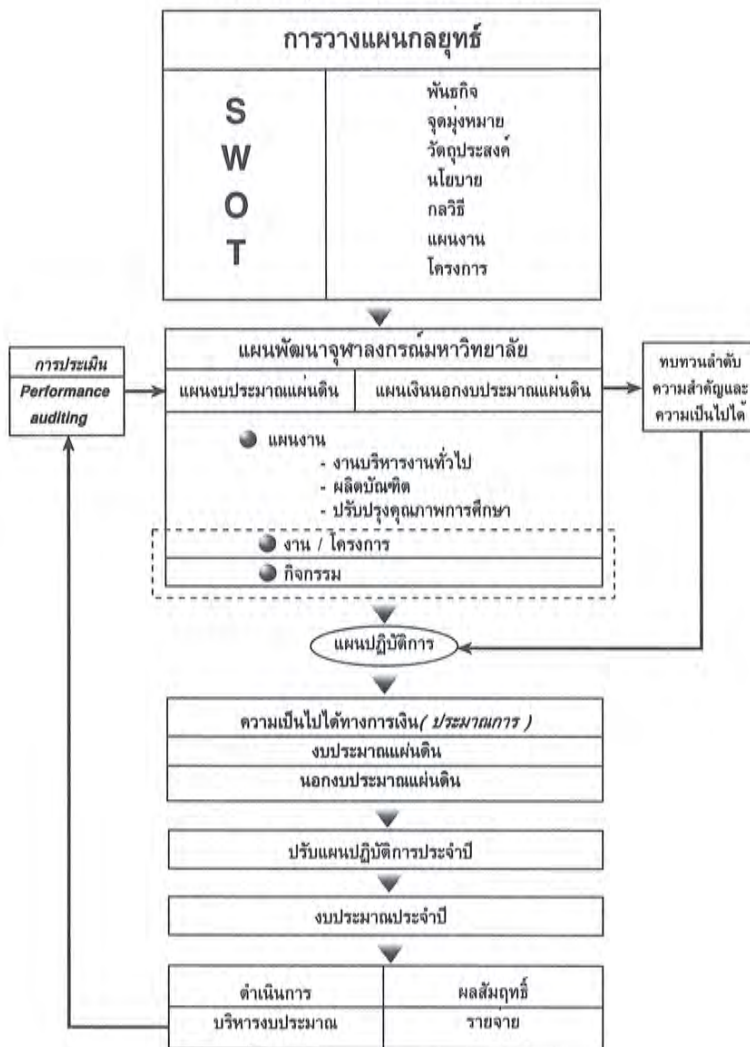 การวางแผนกลยุทธ์
S
W
O
T
พันธกิจ
จุดมุ่งหมาย
วัตถุประสงค์
นโยบาย
กลวิธี
แผนงาน
โครงการ
การประเมิน
Performance
auditing
แผนพัฒนาจุฬาลงกรณ์มหาวิทยาลัย
แผนงบประมาณแผ่นดิน
แผนเงินนอกงบประมาณแผ่นดิน
แผนงาน
- งานบริหารงานทั่วไป
- ผลิตบัณฑิต
- ปรับปรุงคุณภาพการศึกษา
งาน / โครงการ
กิจกรรม
ทบทวนลำดับ
ความสำคัญและ
ความเป็นไปได้
แผนปฏิบัติการ
ความเป็นไปได้ทางการเงิน( ประมาณการ )
งบประมาณแผ่นดิน
นอกงบประมาณแผ่นดิน
ปรับแผนปฏิบัติการประจำปี
งบประมาณประจำปี
ดำเนินการ
ผลสัมฤทธิ์
บริหารงบประมาณ
รายจ่าย